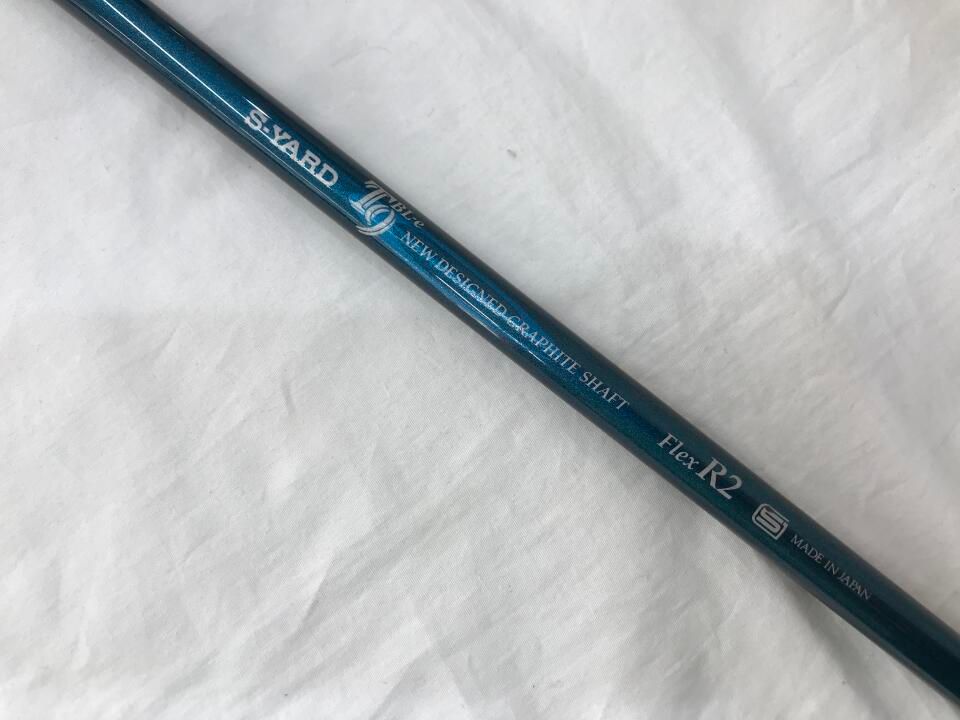 S-YARD T9 BL-e NEW DESIGNED GRAPHITE SHAFT Flex R2 S MADE IN JAPAN